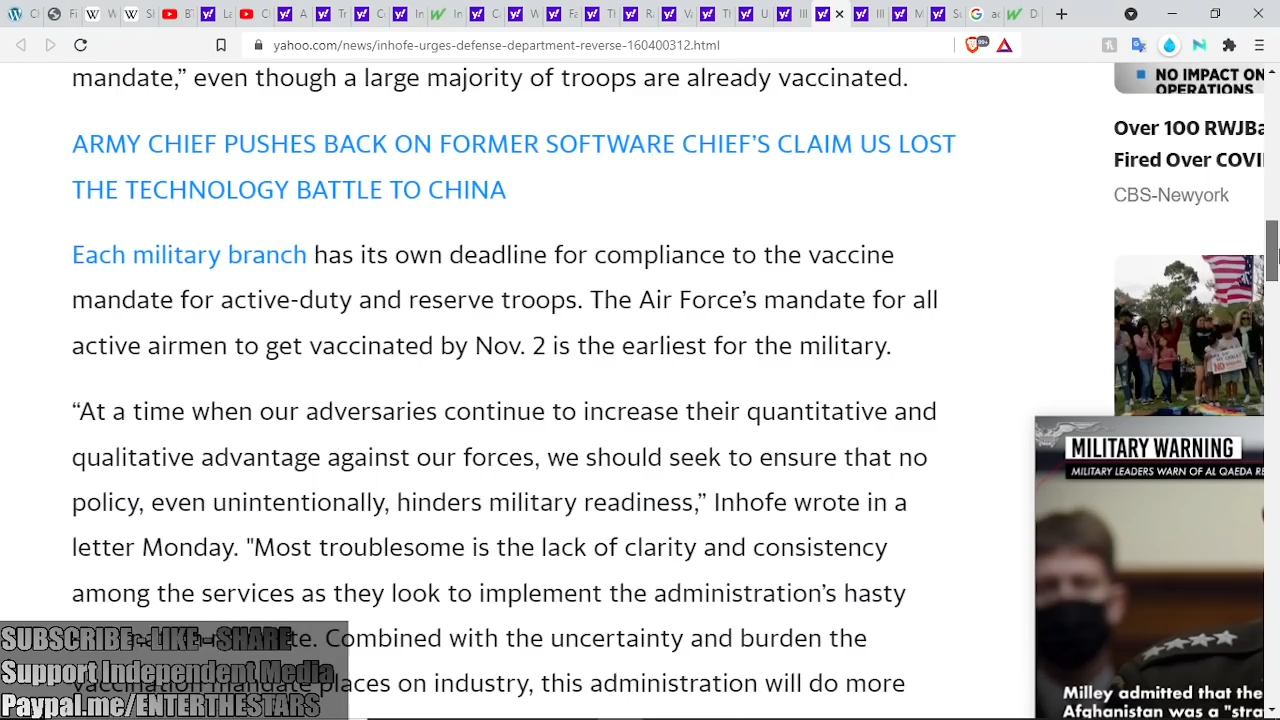 yahoo.com/news/inhofe-urges-defense-department-reverse-160400312.html
mandate,” even though a large majority of troops are already vaccinated.
ARMY CHIEF PUSHES BACK ON FORMER SOFTWARE CHIEF’S CLAIM US LOST
THE TECHNOLOGY BATTLE TO CHINA
Each military branch has its own deadline for compliance to the vaccine
mandate for active-duty and reserve troops. The Air Force’s mandate for all
active airmen to get vaccinated by Nov. 2 is the earliest for the military.
“At a time when our adversaries continue to increase their quantitative and
qualitative advantage against our forces, we should seek to ensure that no
policy, even unintentionally, hinders military readiness,” Inhofe wrote in a
letter Monday. "Most troublesome is the lack of clarity and consistency
among the services as they look to implement the administration’s hasty
Combined with the uncertainty and burden the
vaccination mandate places on industry, this administration will do more
NO IMPACT ON
OPERATIONS
Over 100 RWJBa
Fired Over COVI
CBS-Newyork
MILITARY WARNING
MILITARY LEADERS WARN OF AL QAEDA RE
Milley admitted that the
Afghanistan was a "stra
SUBSCRIBE - LIKE - SHARE
Support Independent Media
Paypal.me/ENTERTHESTARS